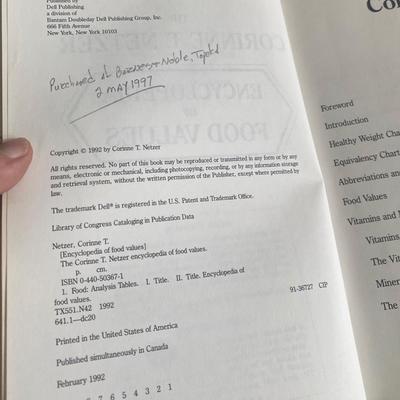 Published by
Dell Publishing
a division of
Bantam Doubleday Dell Publishing Group, Inc.
666 Fifth Avenue
New York, New York 10103
Purchased at Barnes & Noble, Topeka
2 MAY 1997
Copyright © 1992 by Corinne T. Netzer
All rights reserved. No part of this book may be reproduced or transmitted in any form or by any
means, electronic or mechanical, including photocopying, recording, or by any information storage
and retrieval system, without the written permission of the Publisher, except where permitted by
law.
The trademark Dell® is registered in the U.S. Patent and Trademark Office.
Library of Congress Cataloging in Publication Data
Netzer, Corinne T.
[Encyclopedia of food values]
The Corinne T. Netzer encyclopedia of food values.
p. cm.
ISBN 0-440-50367-1
1. Food: Analysis Tables. I. Title. II. Title. Encyclopedia of
food values.
TX551.N42 1992
641.1—dc20
91-36727 CIP
Printed in the United States of America
Published simultaneously in Canada
February 1992
7 6 5 4 3 2 1
Co
Foreword
Introduction
Healthy Weight Cha
Equivalency Chart
Abbreviations an
Food Values
Vitamins and
Vitamins
The Vit
Miner
The
CORINNE T. NETZER
ENCYCLOPEDIA
OF
FOOD VALUES